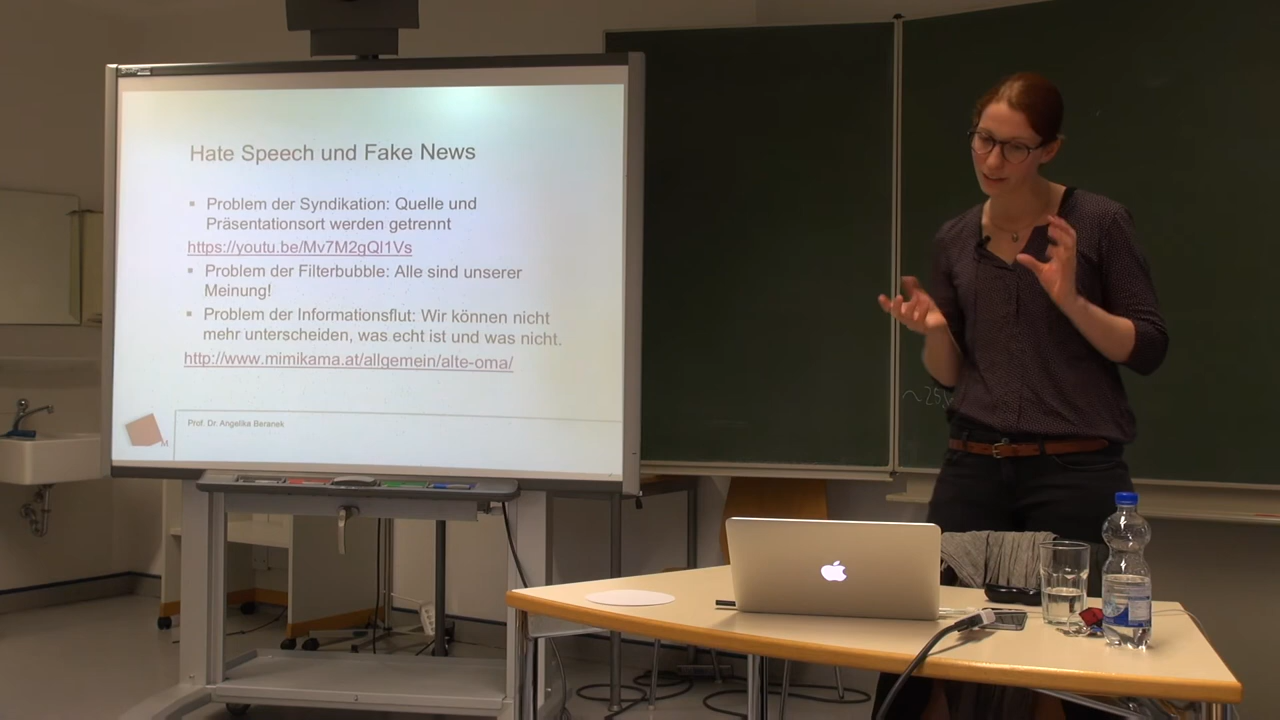 Hate Speech und Fake News
▪ Problem der Syndikation: Quelle und
Präsentationsort werden getrennt
https://youtu.be/Mv7M2gQI1Vs
▪ Problem der Filterbubble: Alle sind unserer
Meinung!
▪ Problem der Informationsflut: Wir können nicht
mehr unterscheiden, was echt ist und was nicht.
http://www.mimikama.at/allgemein/alte-oma/
Prof. Dr. Angelika Beranek
M
~25